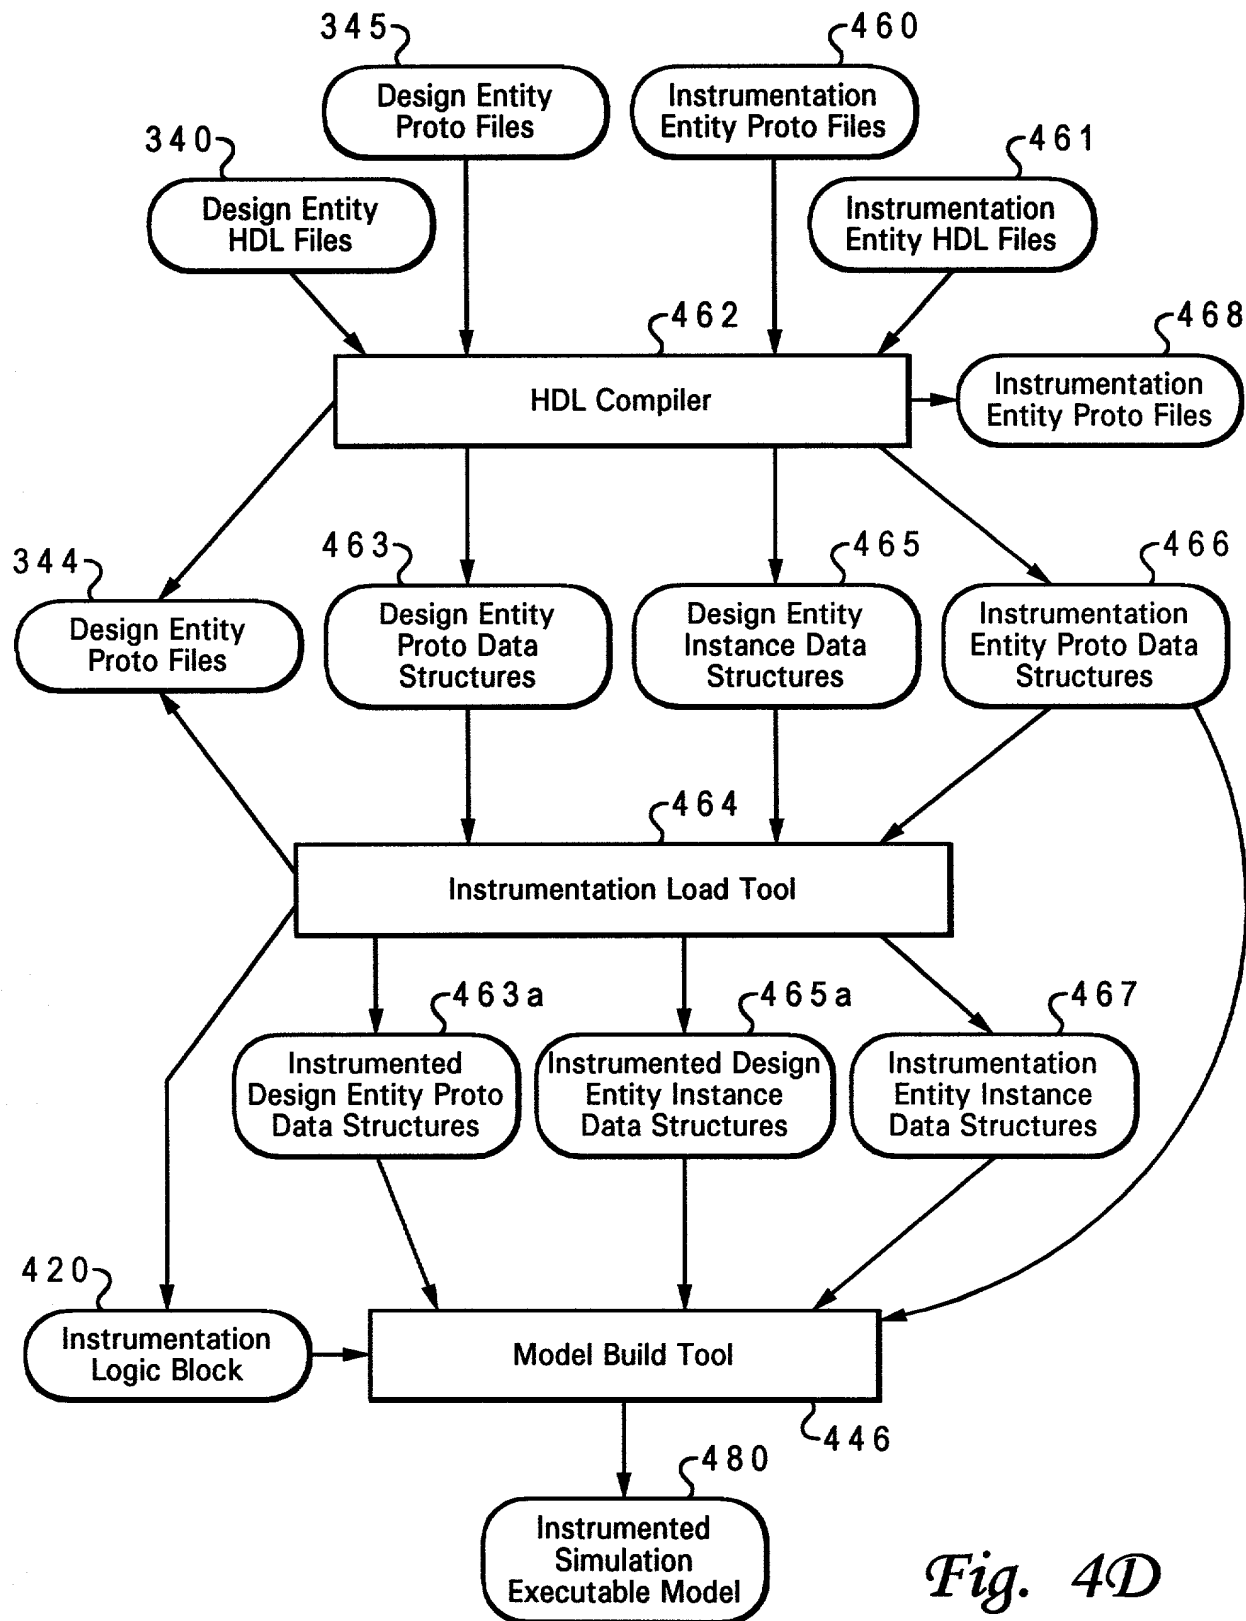 345
460
Design Entity
Proto Files
Instrumentation
Entity Proto Files
340
461
Design Entity
HDL Files
Instrumentation
Entity HDL Files
462
468
HDL Compiler
Instrumentation
Entity Proto Files
344
463
465
466
Design Entity
Proto Files
Design Entity
Proto Data
Structures
Design Entity
Instance Data
Structures
Instrumentation
Entity Proto Data
Structures
464
Instrumentation Load Tool
463a
465a
467
Instrumented
Design Entity Proto
Data Structures
Instrumented Design
Entity Instance
Data Structures
Instrumentation
Entity Instance
Data Structures
420
Instrumentation
Logic Block
Model Build Tool
446
480
Instrumented
Simulation
Executable Model
Fig. 4D